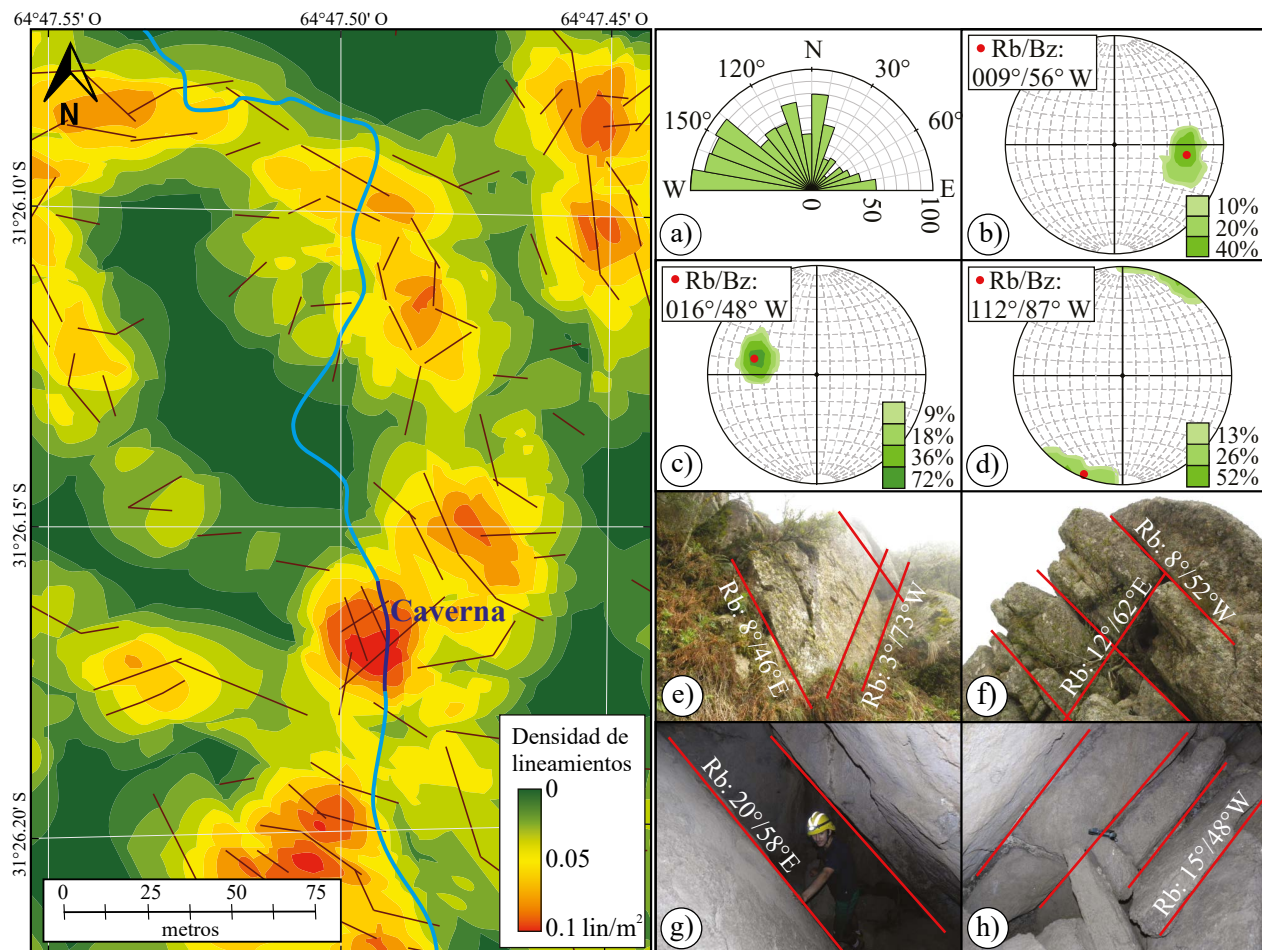 64°47.55' O
64°47.50' O
64°47.45' O
31°26.10' S
31°26.15' S
31°26.20' S
N
Caverna
Densidad de
lineamientos
0
0.05
0.1 lin/m²
0 25 50 75
metros
N
120° 30°
150° 60°
W E
0 50 100
a)
Rb/Bz:
009°/56° W
10%
20%
40%
b)
Rb/Bz:
016°/48° W
9%
18%
36%
72%
c)
Rb/Bz:
112°/87° W
13%
26%
52%
d)
Rb: 8°/46°E
Rb: 3°/73°W
e)
Rb: 8°/52°W
Rb: 12°/62°E
f)
Rb: 20°/58°E
g)
Rb: 15°/48°W
h)